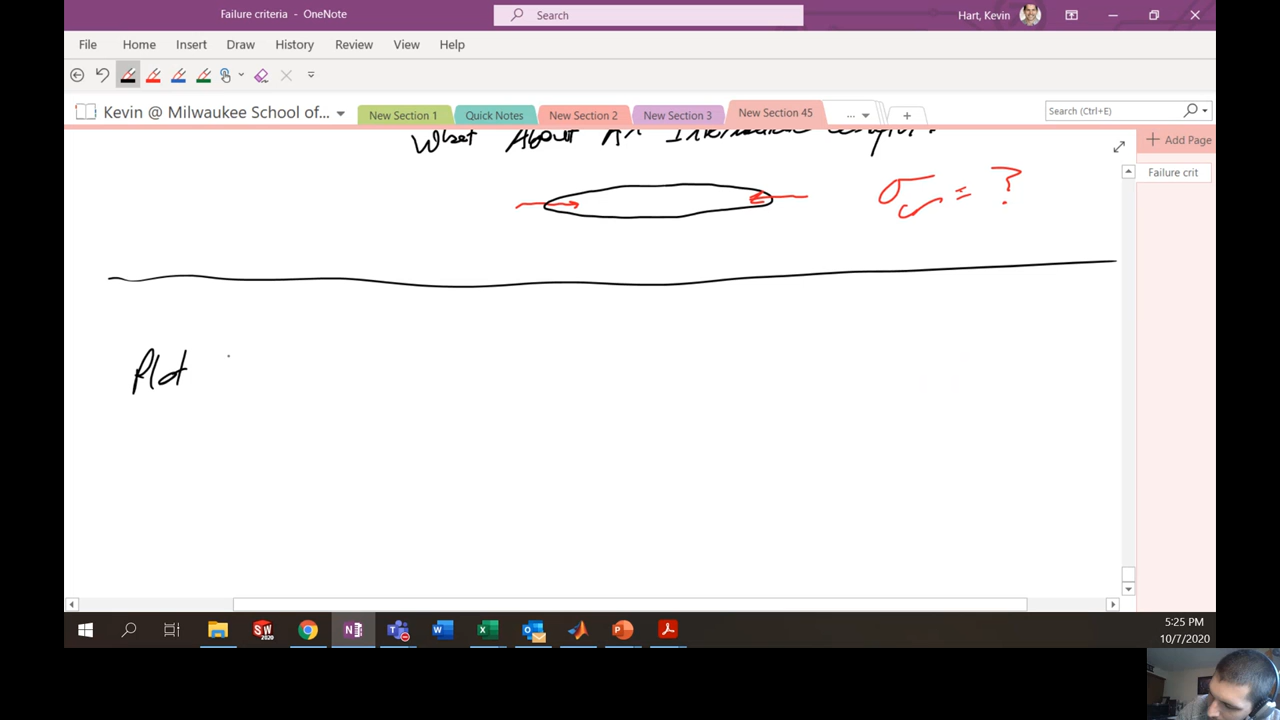 Failure criteria - OneNote
Search
Hart, Kevin
File Home Insert Draw History Review View Help
Kevin @ Milwaukee School of...
New Section 1
Quick Notes
New Section 2
New Section 3
New Section 45
...
Search (Ctrl+E)
Add Page
What About An
Failure crit
σcr = ?
Plot
5:25 PM
10/7/2020